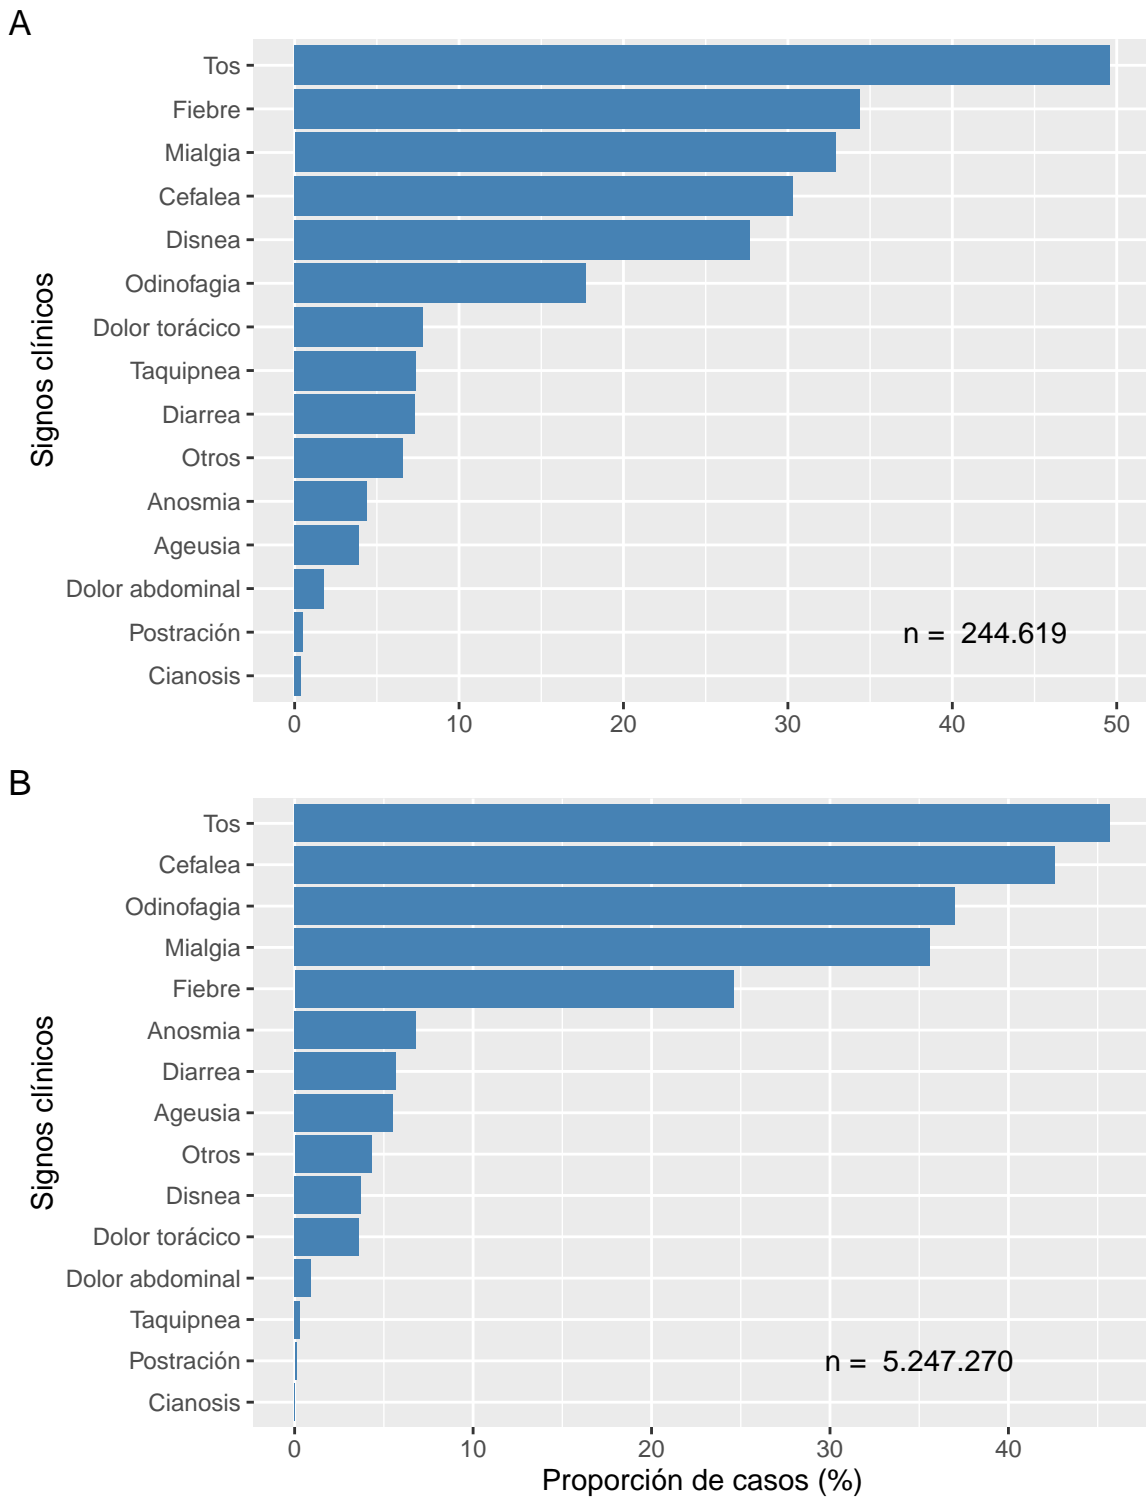 A
Tos
Fiebre
Mialgia
Cefalea
Disnea
Odinofagia
Dolor torácico
Taquipnea
Diarrea
Otros
Anosmia
Ageusia
Dolor abdominal
Postración
Cianosis
Signos clínicos
n = 244.619
0 10 20 30 40 50
B
Tos
Cefalea
Odinofagia
Mialgia
Fiebre
Anosmia
Diarrea
Ageusia
Otros
Disnea
Dolor torácico
Dolor abdominal
Taquipnea
Postración
Cianosis
Signos clínicos
n = 5.247.270
0 10 20 30 40
Proporción de casos (%)